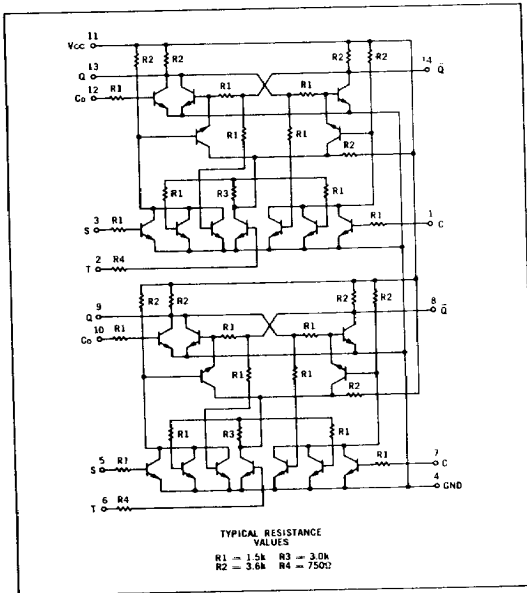 11
VCC
R2 R2 R2 R2
13
Q
14
Q̄
12
CD R1
R1 R1
R1 R1
R2
R1 R3 R1
3
S R1
1
R1 C
2
T R4
9
Q
R2 R2 R2 R2
8
Q̄
10
CD R1
R1 R1
R1 R1
R2
R1 R3 R1
5
S R1
7
R1 C
4
GND
6
T R4
TYPICAL RESISTANCE
VALUES
R1 = 1.5k R3 = 3.0k
R2 = 3.6k R4 = 750Ω